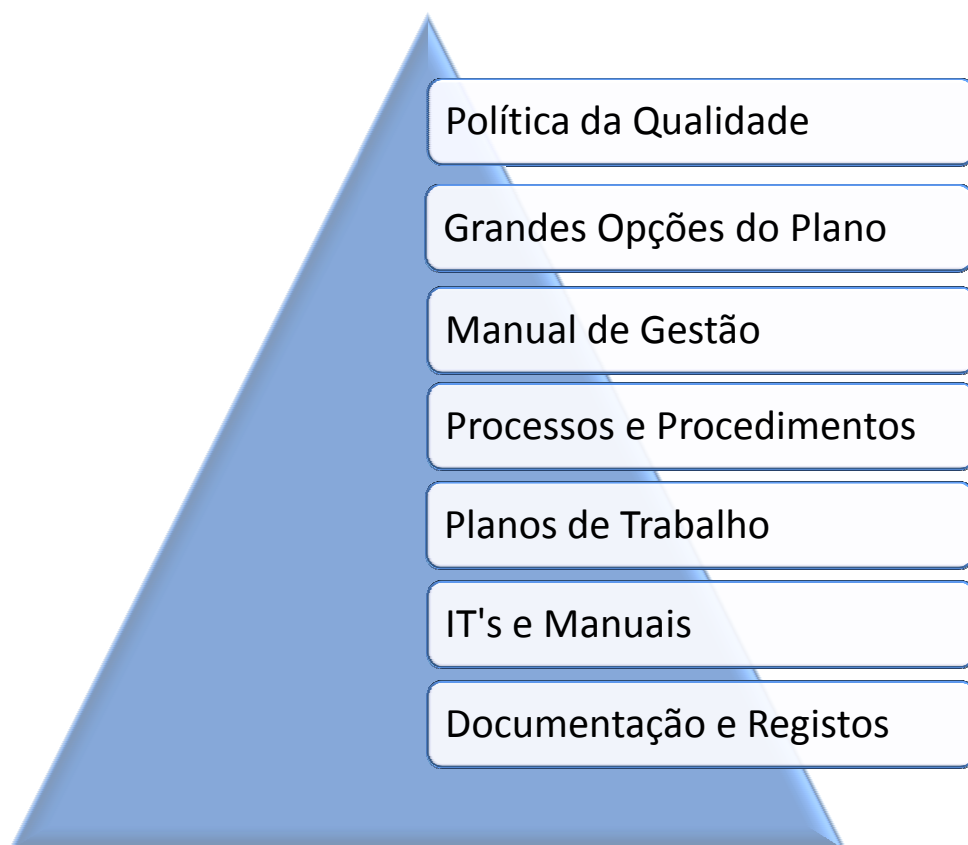 Política da Qualidade
Grandes Opções do Plano
Manual de Gestão
Processos e Procedimentos
Planos de Trabalho
IT's e Manuais
Documentação e Registos